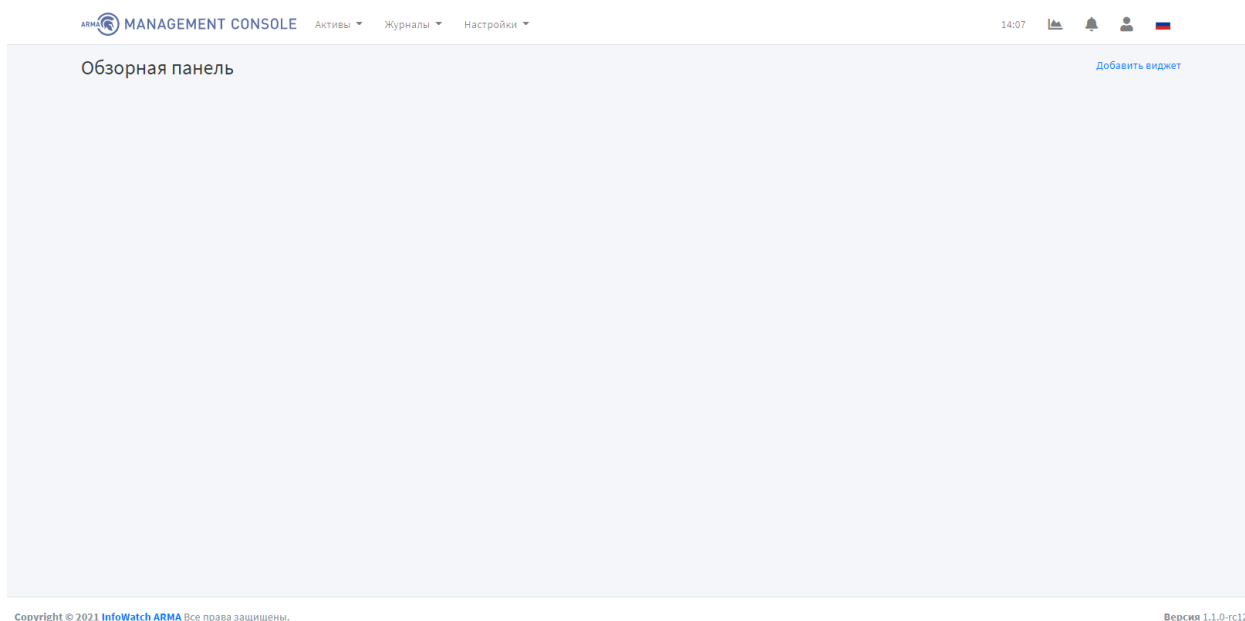 ARMA MANAGEMENT CONSOLE Активы Журналы Настройки 14:07
Обзорная панель Добавить виджет
Copyright © 2021 InfoWatch ARMA Все права защищены. Версия 1.1.0-rc12